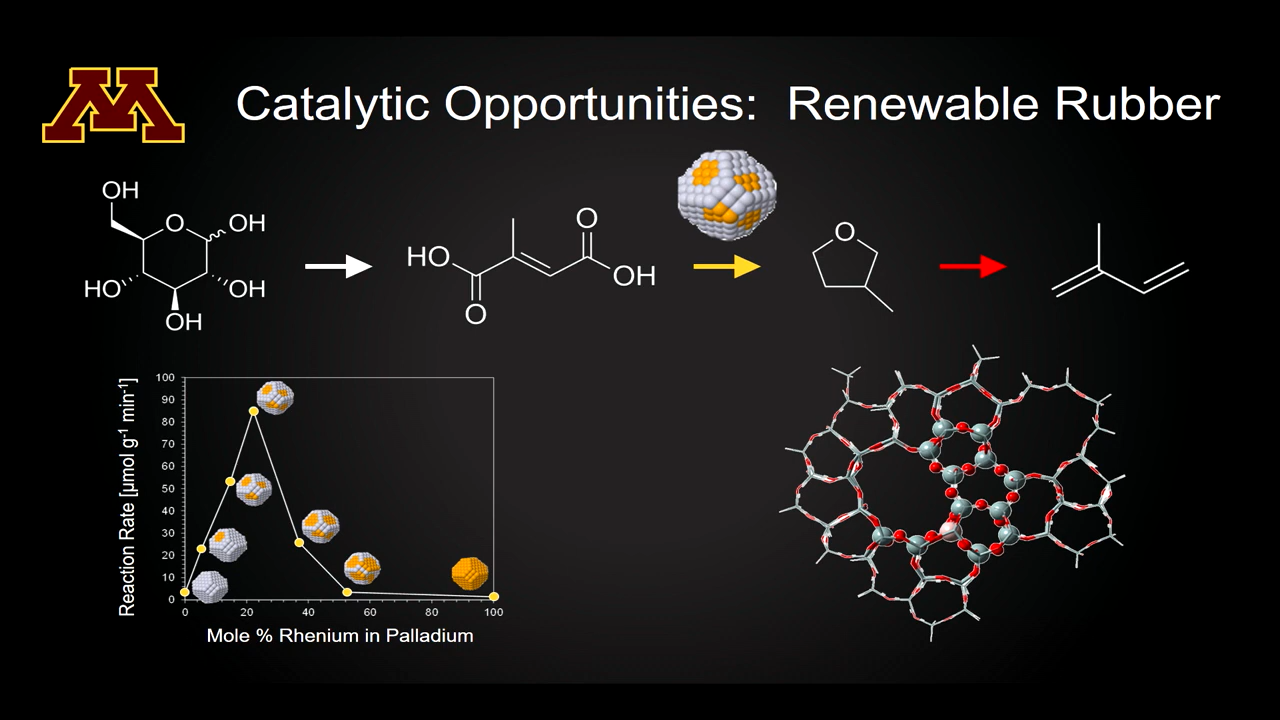 M
Catalytic Opportunities: Renewable Rubber
OH
O
OH
HO
OH
OH
HO
O
O
OH
O
Reaction Rate [µmol g-1 min-1]
100
90
80
70
60
50
40
30
20
10
0
0 20 40 60 80 100
Mole % Rhenium in Palladium